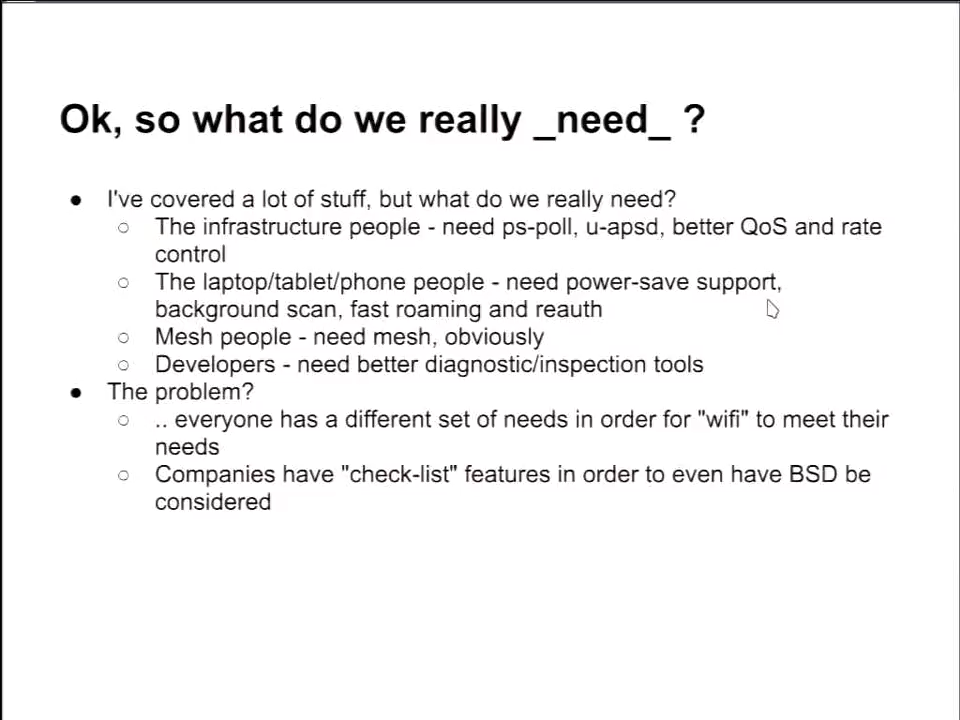 Ok, so what do we really _need_ ?
● I've covered a lot of stuff, but what do we really need?
○ The infrastructure people - need ps-poll, u-apsd, better QoS and rate
control
○ The laptop/tablet/phone people - need power-save support,
background scan, fast roaming and reauth
○ Mesh people - need mesh, obviously
○ Developers - need better diagnostic/inspection tools
● The problem?
○ .. everyone has a different set of needs in order for "wifi" to meet their
needs
○ Companies have "check-list" features in order to even have BSD be
considered